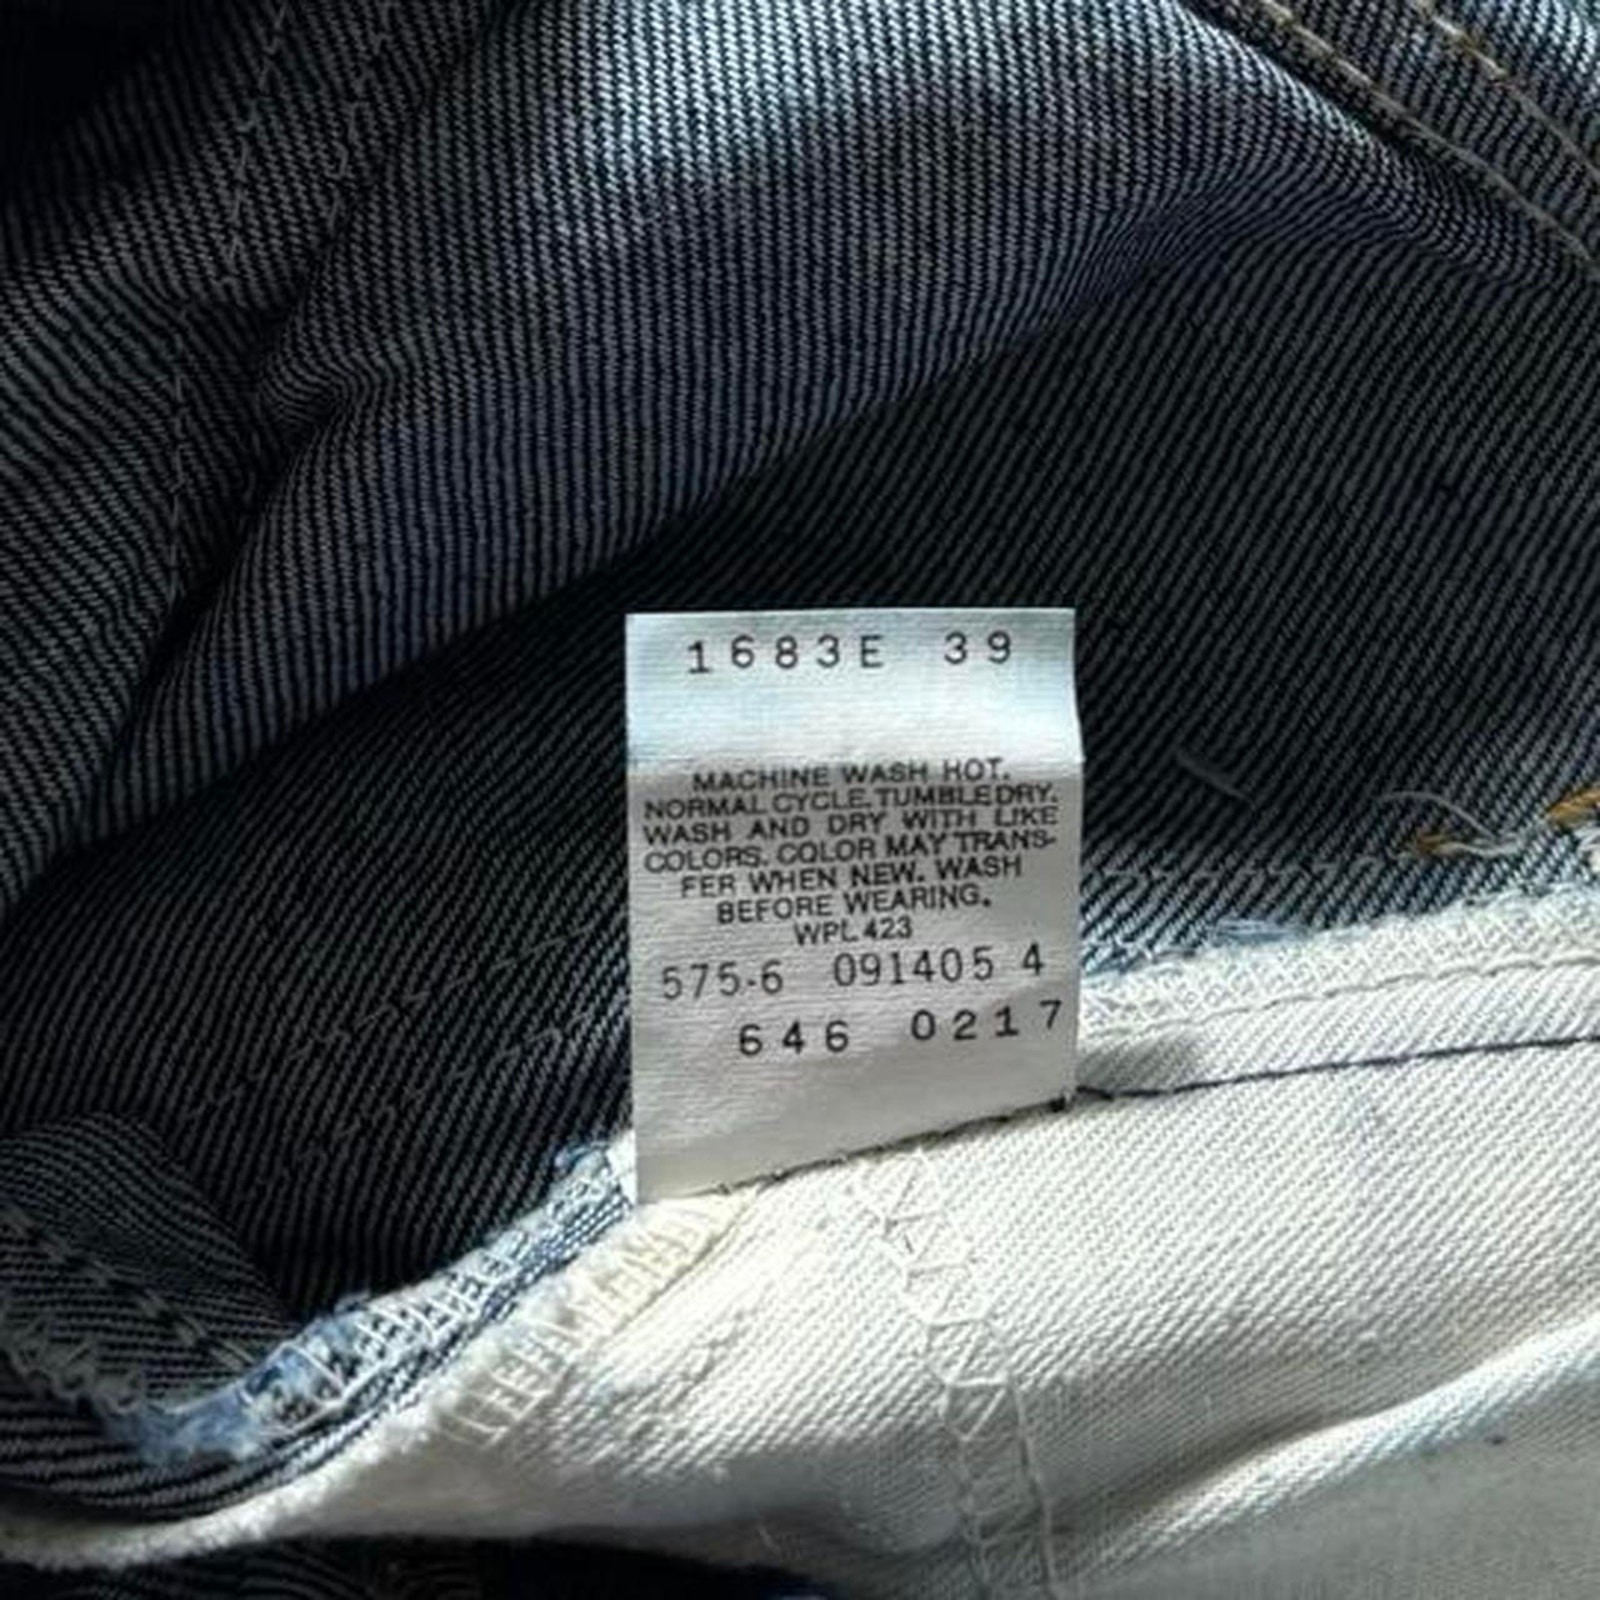 1683E 39
MACHINE WASH HOT.
NORMAL CYCLE. TUMBLE DRY.
WASH AND DRY WITH LIKE
COLORS. COLOR MAY TRANS-
FER WHEN NEW. WASH
BEFORE WEARING.
WPL 423
575-6 091405 4
646 0217